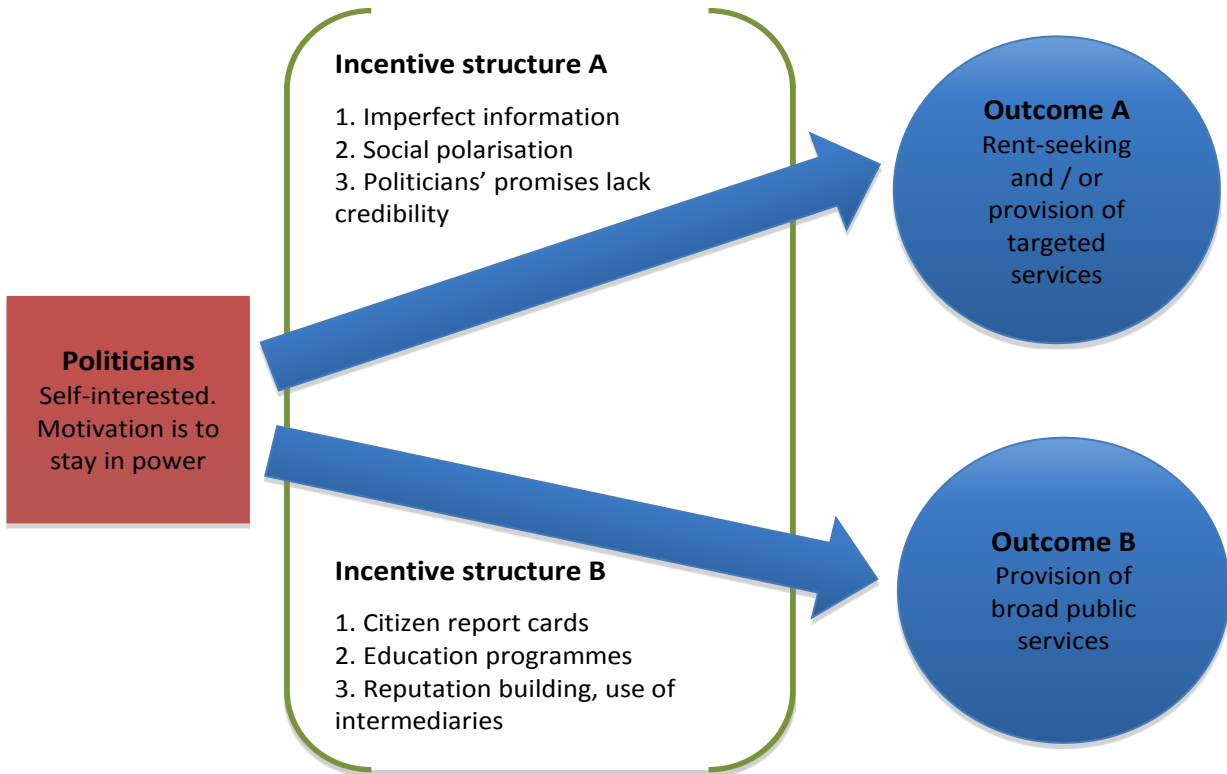 Politicians
Self-interested.
Motivation is to
stay in power
Incentive structure A
1. Imperfect information
2. Social polarisation
3. Politicians’ promises lack
credibility
Incentive structure B
1. Citizen report cards
2. Education programmes
3. Reputation building, use of
intermediaries
Outcome A
Rent-seeking
and / or
provision of
targeted
services
Outcome B
Provision of
broad public
services